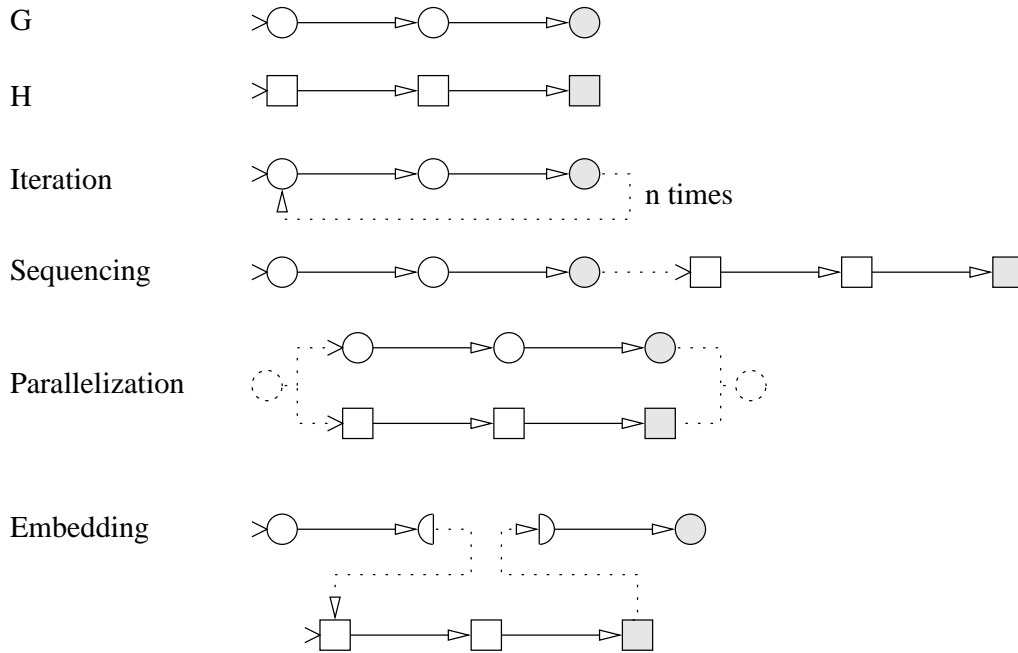 G
H
Iteration
n times
Sequencing
Parallelization
Embedding